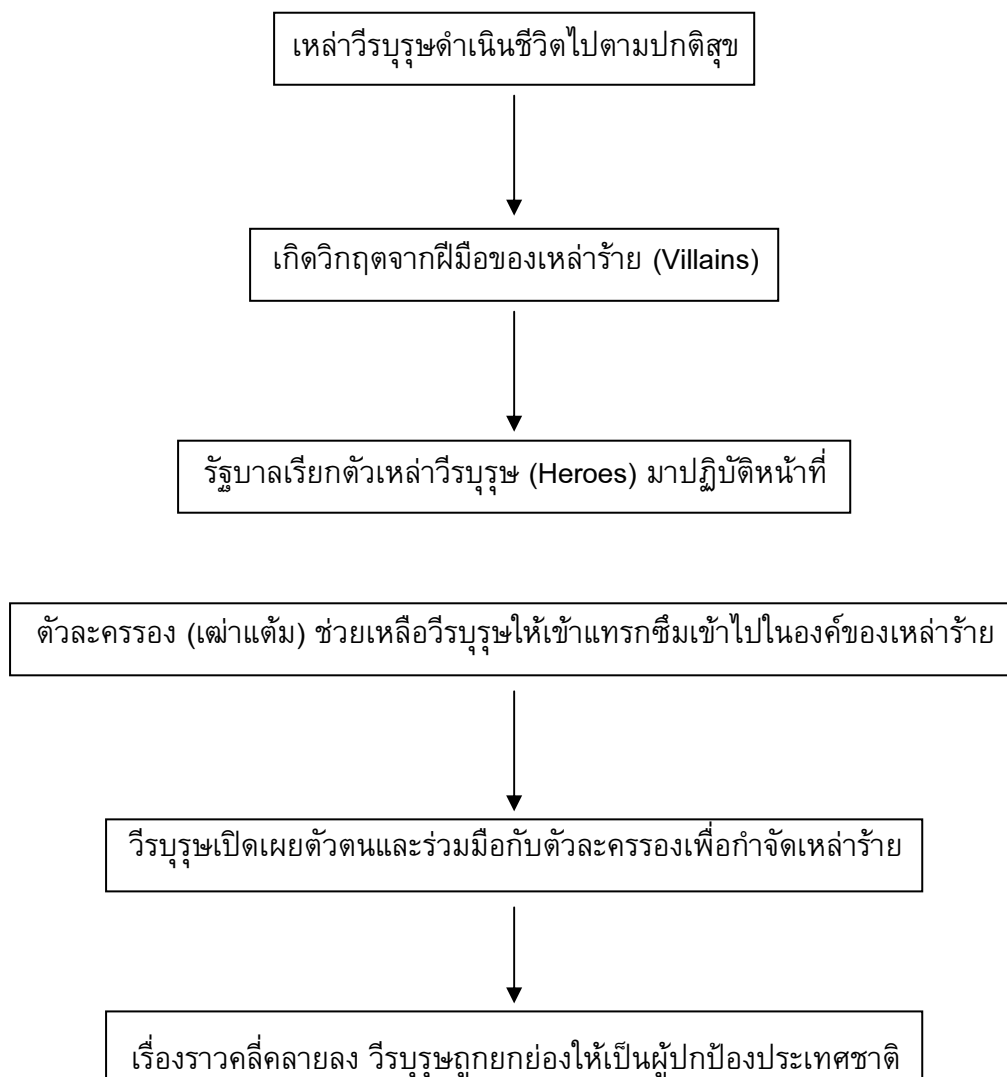 เหล่าวีรบุรุษดำเนินชีวิตไปตามปกติสุข
เกิดวิกฤตจากฝีมือของเหล่าร้าย (Villains)
รัฐบาลเรียกตัวเหล่าวีรบุรุษ (Heroes) มาปฏิบัติหน้าที่
ตัวละครรอง (เฒ่าแต้ม) ช่วยเหลือวีรบุรุษให้เข้าแทรกซึมเข้าไปในองค์ของเหล่าร้าย
วีรบุรุษเปิดเผยตัวตนและร่วมมือกับตัวละครรองเพื่อกำจัดเหล่าร้าย
เรื่องราวคลี่คลายลง วีรบุรุษถูกยกย่องให้เป็นผู้ปกป้องประเทศชาติ